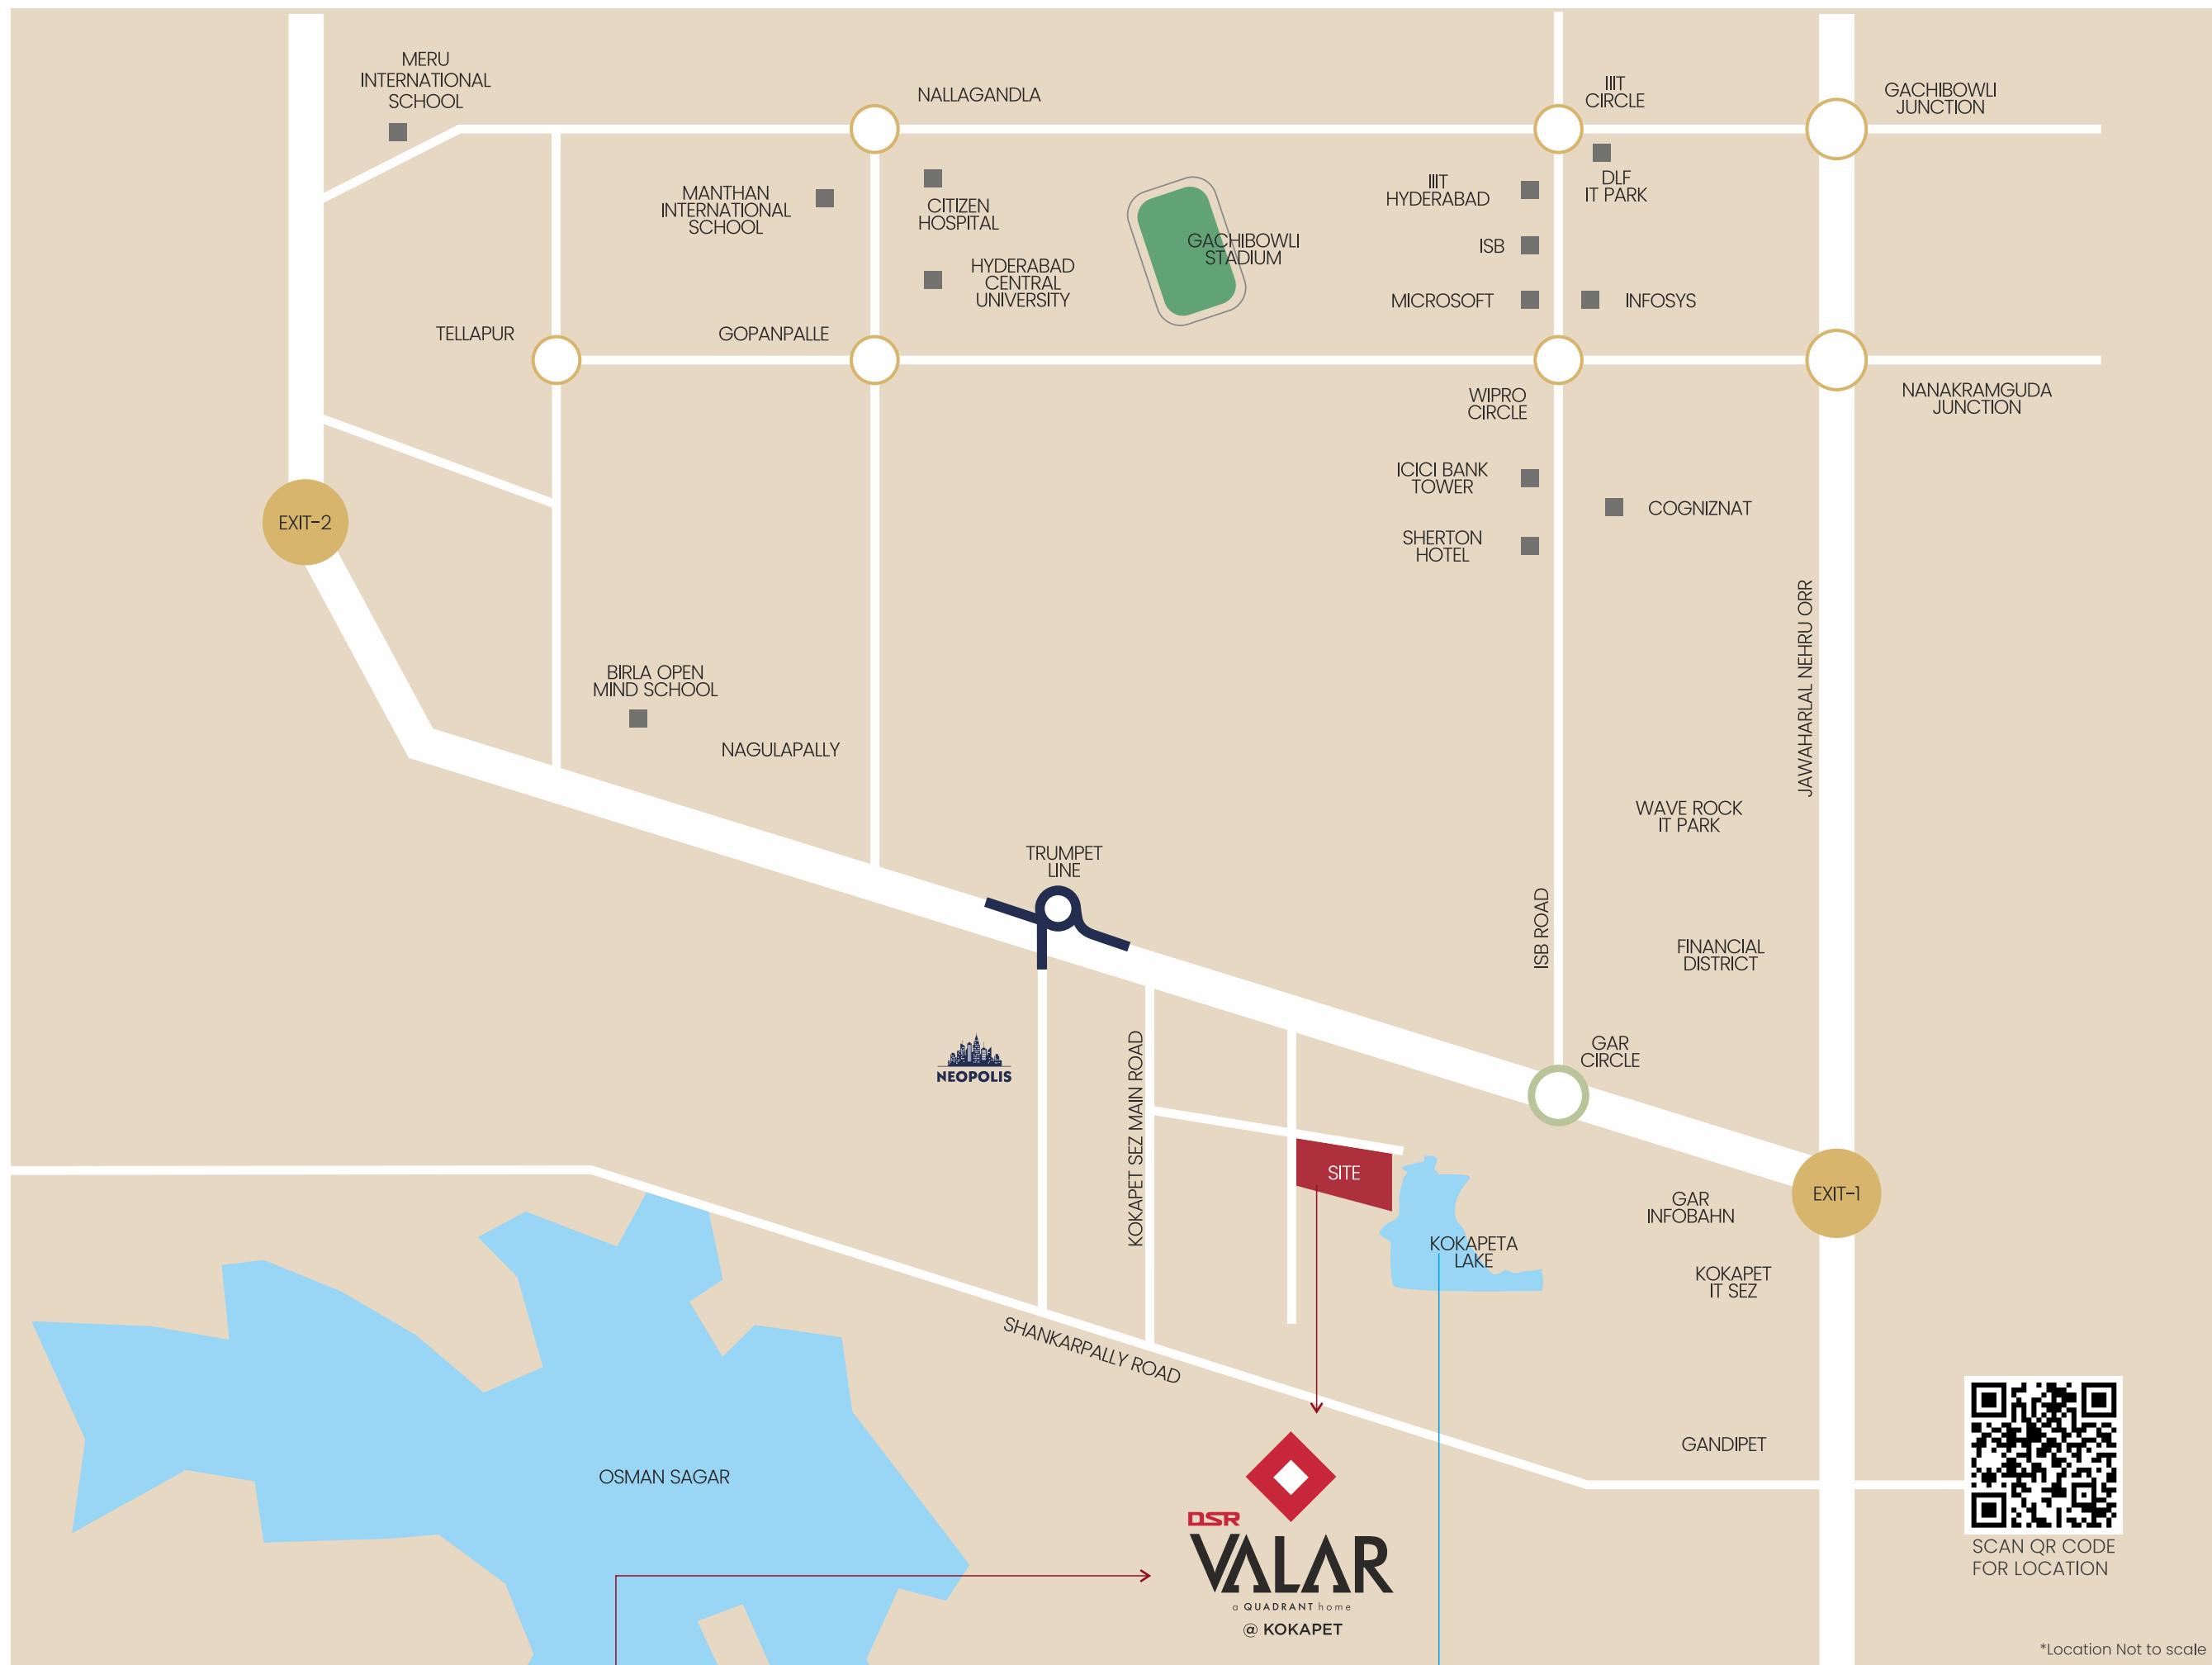 MERU
INTERNATIONAL
SCHOOL
NALLAGANDLA
IIIT
CIRCLE
GACHIBOWLI
JUNCTION
MANTHAN
INTERNATIONAL
SCHOOL
CITIZEN
HOSPITAL
HYDERABAD
CENTRAL
UNIVERSITY
GACHIBOWLI
STADIUM
IIIT
HYDERABAD
DLF
IT PARK
ISB
MICROSOFT
INFOSYS
TELLAPUR
GOPANPALLE
WIPRO
CIRCLE
NANAKRAMGUDA
JUNCTION
ICICI BANK
TOWER
COGNIZNAT
SHERTON
HOTEL
EXIT-2
JAWAHARLAL NEHRU ORR
BIRLA OPEN
MIND SCHOOL
NAGULAPALLY
WAVE ROCK
IT PARK
TRUMPET
LINE
ISB ROAD
FINANCIAL
DISTRICT
NEOPOLIS
KOKAPET SEZ MAIN ROAD
GAR
CIRCLE
SITE
EXIT-1
GAR
INFOBAHN
KOKAPETA
LAKE
KOKAPET
IT SEZ
SHANKARPALLY ROAD
GANDIPET
OSMAN SAGAR
DSR
VALAR
a QUADRANT home
@ KOKAPET
SCAN QR CODE
FOR LOCATION
*Location Not to scale